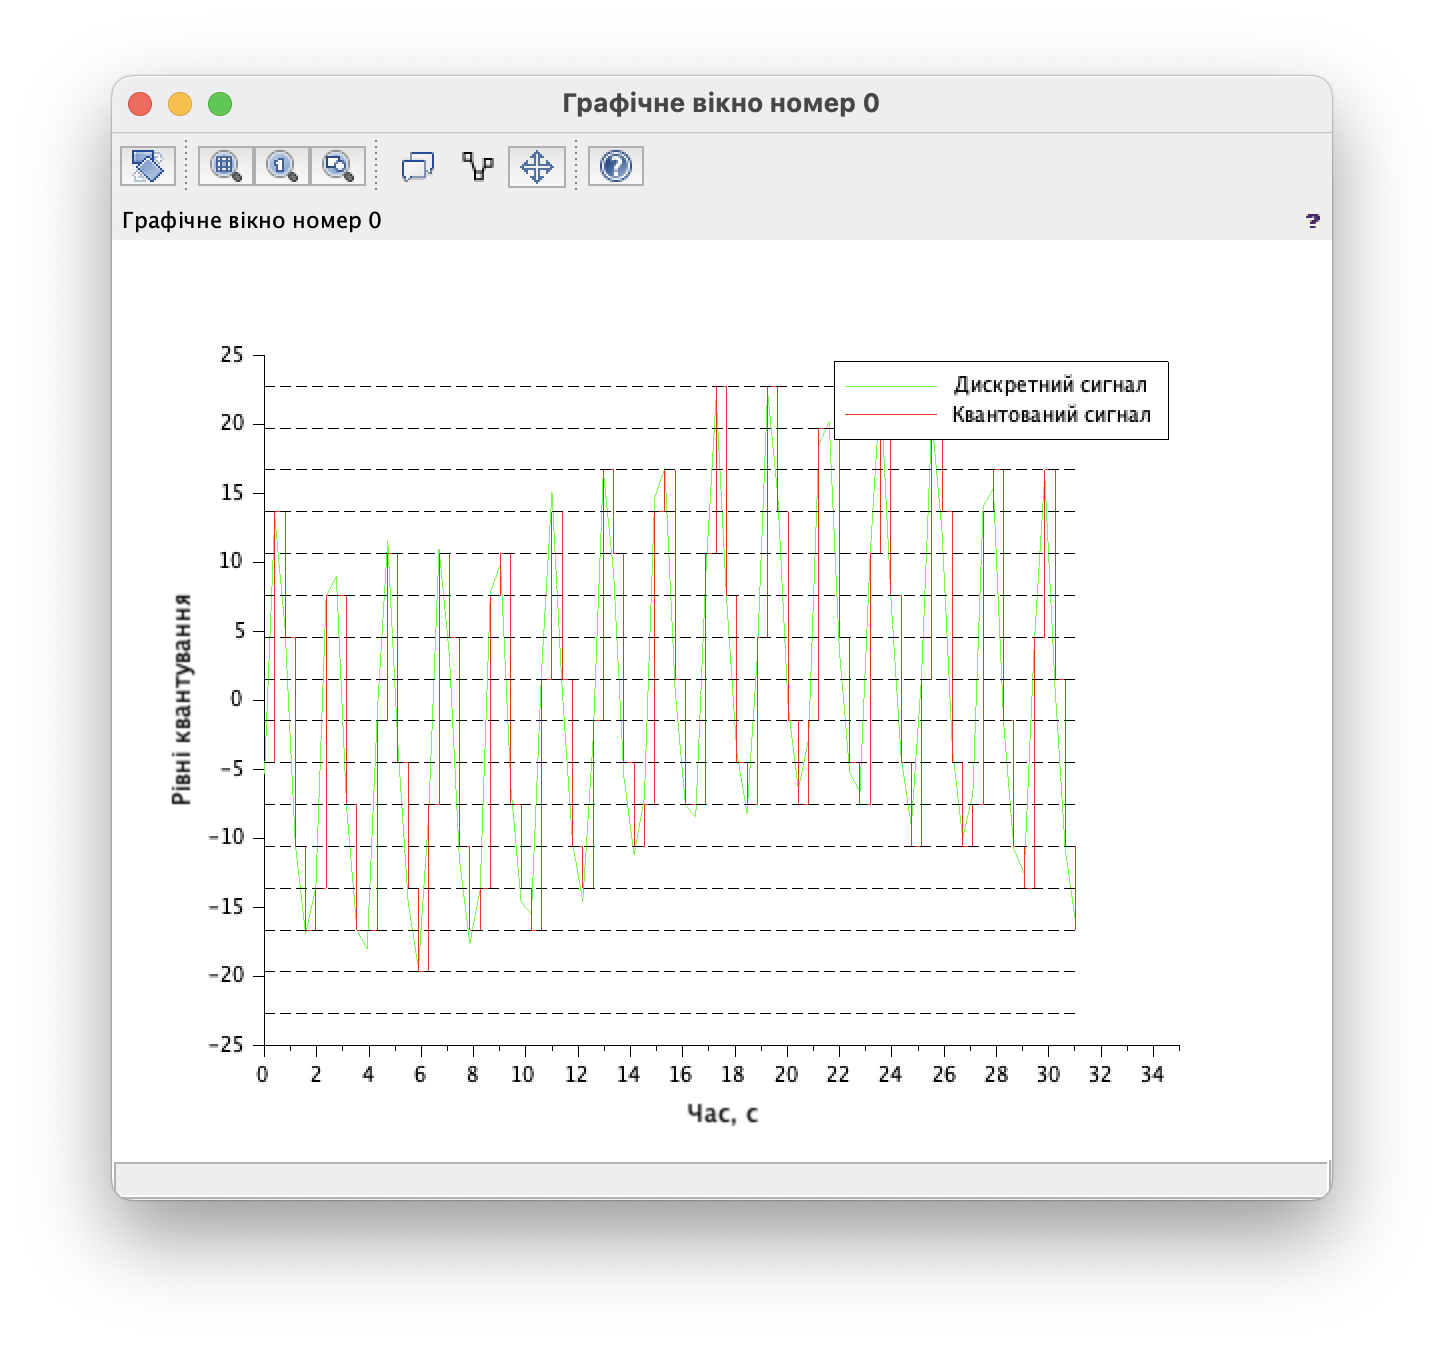 Графічне вікно номер 0
Графічне вікно номер 0
?
25
20
15
10
5
0
-5
-10
-15
-20
-25
Рівні квантування
Дискретний сигнал
Квантований сигнал
0 2 4 6 8 10 12 14 16 18 20 22 24 26 28 30 32 34
Час, с